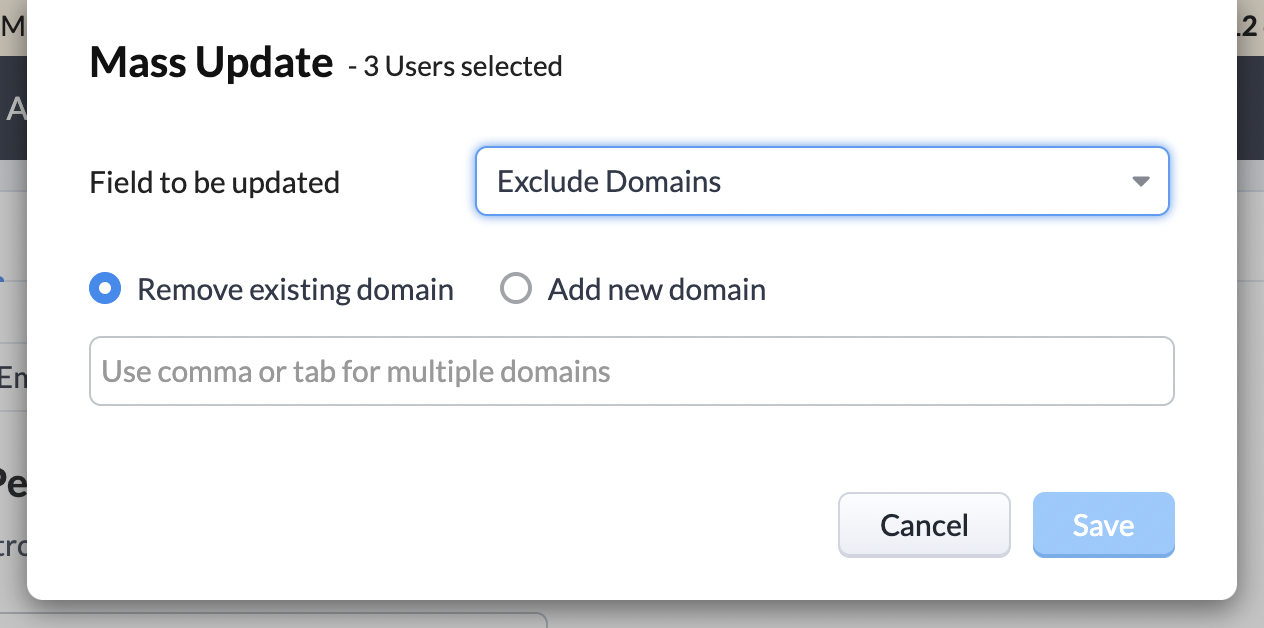 Mass Update - 3 Users selected
Field to be updated
Exclude Domains
Remove existing domain
Add new domain
Use comma or tab for multiple domains
Cancel
Save